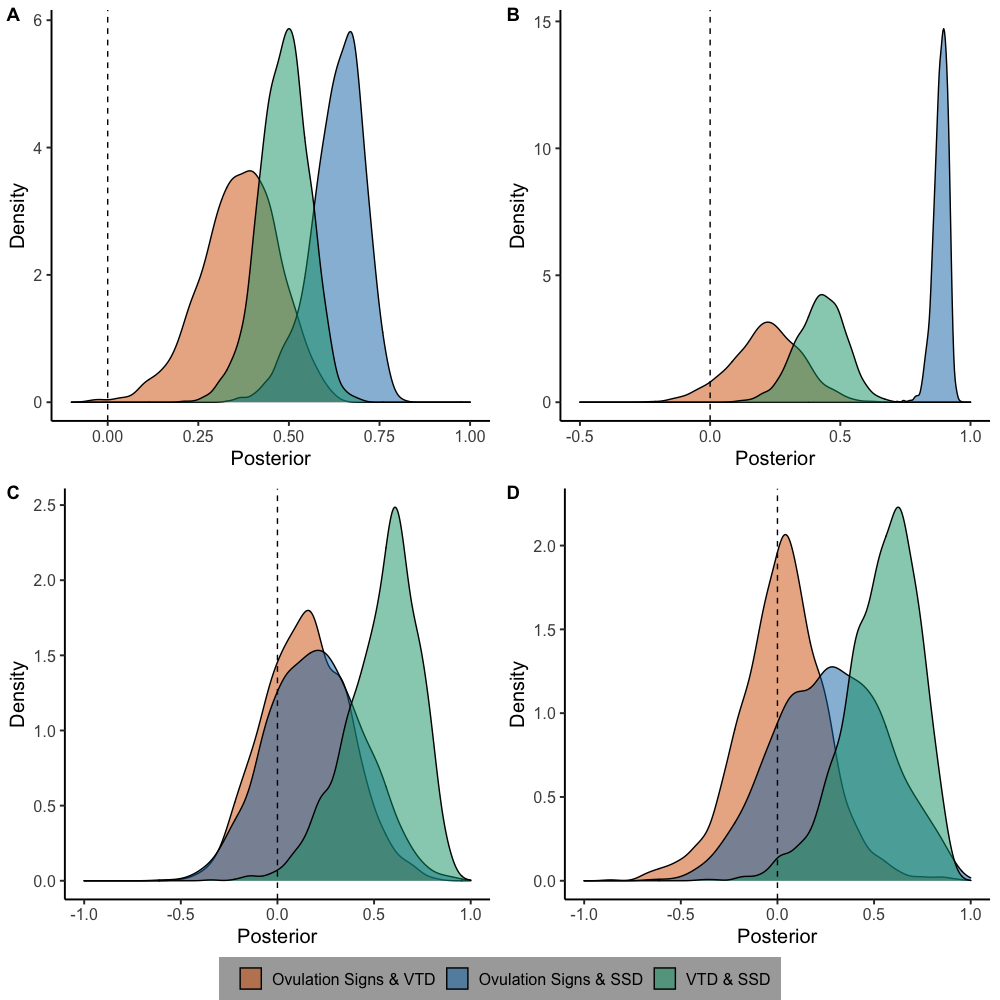 A
B
6
4
2
0
Density
0.00 0.25 0.50 0.75 1.00
Posterior
15
10
5
0
Density
-0.5 0.0 0.5 1.0
Posterior
C
D
2.5
2.0
1.5
1.0
0.5
0.0
Density
-1.0 -0.5 0.0 0.5 1.0
Posterior
2.0
1.5
1.0
0.5
0.0
Density
-1.0 -0.5 0.0 0.5 1.0
Posterior
Ovulation Signs & VTD Ovulation Signs & SSD VTD & SSD